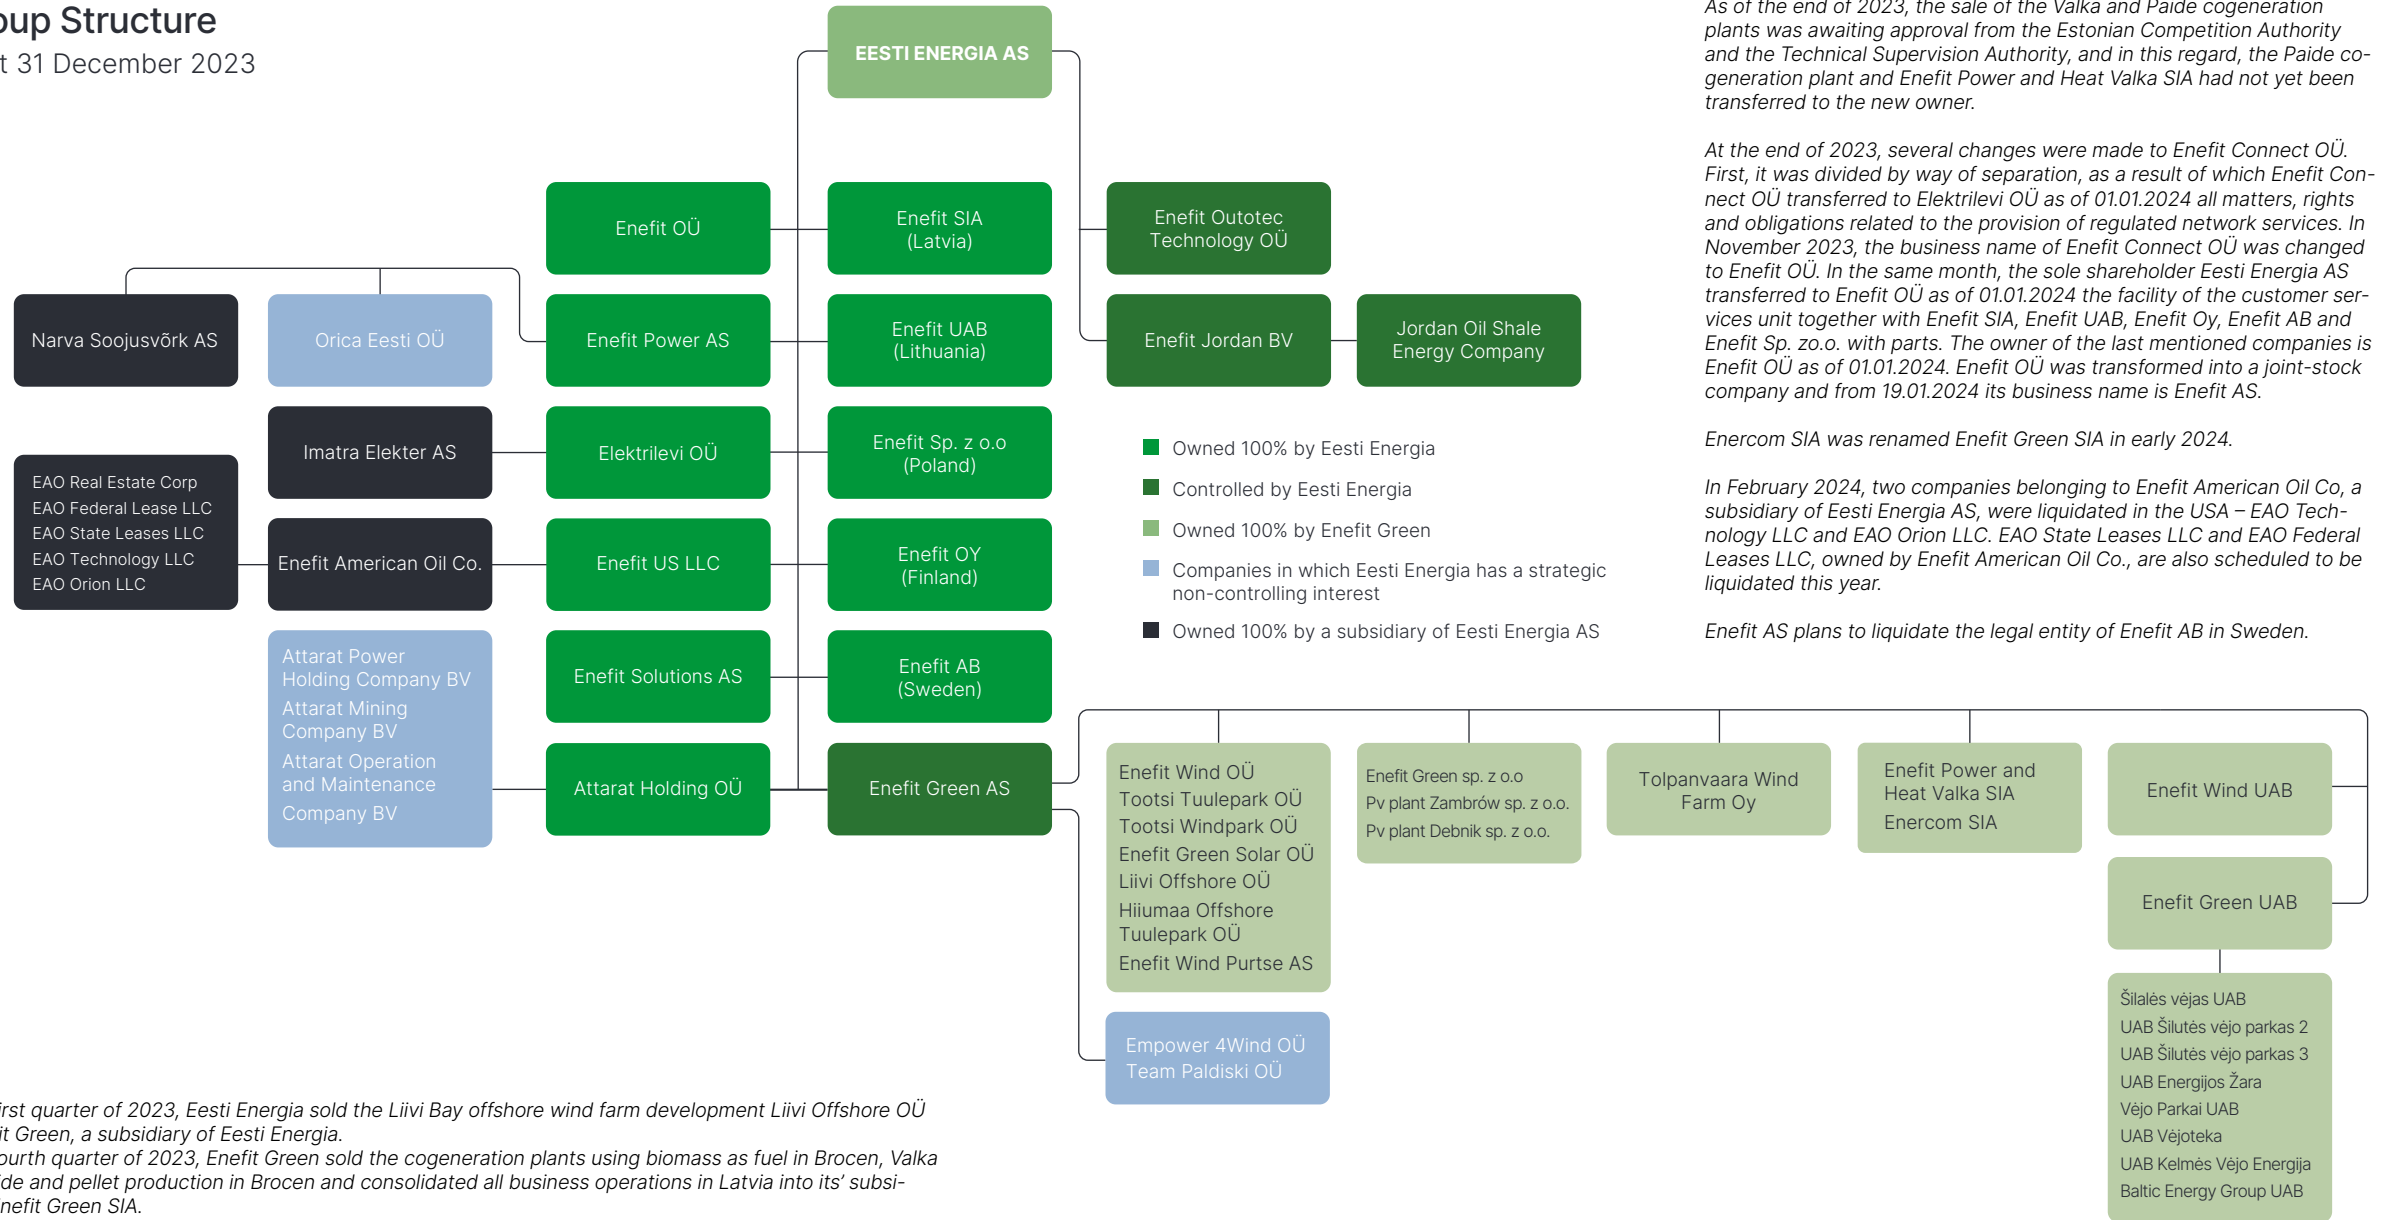 oup Structure
t 31 December 2023
EESTI ENERGIA AS
Enefit OÜ
Enefit SIA
(Latvia)
Enefit Outotec
Technology OÜ
Narva Soojusvõrk AS
Orica Eesti OÜ
Enefit Power AS
Enefit UAB
(Lithuania)
Enefit Jordan BV
Jordan Oil Shale
Energy Company
Imatra Elekter AS
Elektrilevi OÜ
Enefit Sp. z o.o
(Poland)
EAO Real Estate Corp
EAO Federal Lease LLC
EAO State Leases LLC
EAO Technology LLC
EAO Orion LLC
Enefit American Oil Co.
Enefit US LLC
Enefit OY
(Finland)
Attarat Power
Holding Company BV
Attarat Mining
Company BV
Attarat Operation
and Maintenance
Company BV
Enefit Solutions AS
Enefit AB
(Sweden)
Attarat Holding OÜ
Enefit Green AS
Owned 100% by Eesti Energia
Controlled by Eesti Energia
Owned 100% by Enefit Green
Companies in which Eesti Energia has a strategic
non-controlling interest
Owned 100% by a subsidiary of Eesti Energia AS
As of the end of 2023, the sale of the Valka and Paide cogeneration
plants was awaiting approval from the Estonian Competition Authority
and the Technical Supervision Authority, and in this regard, the Paide co-
generation plant and Enefit Power and Heat Valka SIA had not yet been
transferred to the new owner.
At the end of 2023, several changes were made to Enefit Connect OÜ.
First, it was divided by way of separation, as a result of which Enefit Con-
nect OÜ transferred to Elektrilevi OÜ as of 01.01.2024 all matters, rights
and obligations related to the provision of regulated network services. In
November 2023, the business name of Enefit Connect OÜ was changed
to Enefit OÜ. In the same month, the sole shareholder Eesti Energia AS
transferred to Enefit OÜ as of 01.01.2024 the facility of the customer ser-
vices unit together with Enefit SIA, Enefit UAB, Enefit Oy, Enefit AB and
Enefit Sp. zo.o. with parts. The owner of the last mentioned companies is
Enefit OÜ as of 01.01.2024. Enefit OÜ was transformed into a joint-stock
company and from 19.01.2024 its business name is Enefit AS.
Enercom SIA was renamed Enefit Green SIA in early 2024.
In February 2024, two companies belonging to Enefit American Oil Co, a
subsidiary of Eesti Energia AS, were liquidated in the USA – EAO Tech-
nology LLC and EAO Orion LLC. EAO State Leases LLC and EAO Federal
Leases LLC, owned by Enefit American Oil Co., are also scheduled to be
liquidated this year.
Enefit AS plans to liquidate the legal entity of Enefit AB in Sweden.
Enefit Wind OÜ
Tootsi Tuulepark OÜ
Tootsi Windpark OÜ
Enefit Green Solar OÜ
Liivi Offshore OÜ
Hiiumaa Offshore
Tuulepark OÜ
Enefit Wind Purtse AS
Enefit Green sp. z o.o
Pv plant Zambrów sp. z o.o.
Pv plant Debnik sp. z o.o.
Tolpanvaara Wind
Farm Oy
Enefit Power and
Heat Valka SIA
Enercom SIA
Enefit Wind UAB
Enefit Green UAB
Empower 4Wind OÜ
Team Paldiski OÜ
Šilalės vėjas UAB
UAB Šilutės vėjo parkas 2
UAB Šilutės vėjo parkas 3
UAB Energijos Žara
Vėjo Parkai UAB
UAB Vėjoteka
UAB Kelmės Vėjo Energija
Baltic Energy Group UAB
irst quarter of 2023, Eesti Energia sold the Liivi Bay offshore wind farm development Liivi Offshore OÜ
it Green, a subsidiary of Eesti Energia.
ourth quarter of 2023, Enefit Green sold the cogeneration plants using biomass as fuel in Brocen, Valka
ide and pellet production in Brocen and consolidated all business operations in Latvia into its' subsi-
nefit Green SIA.